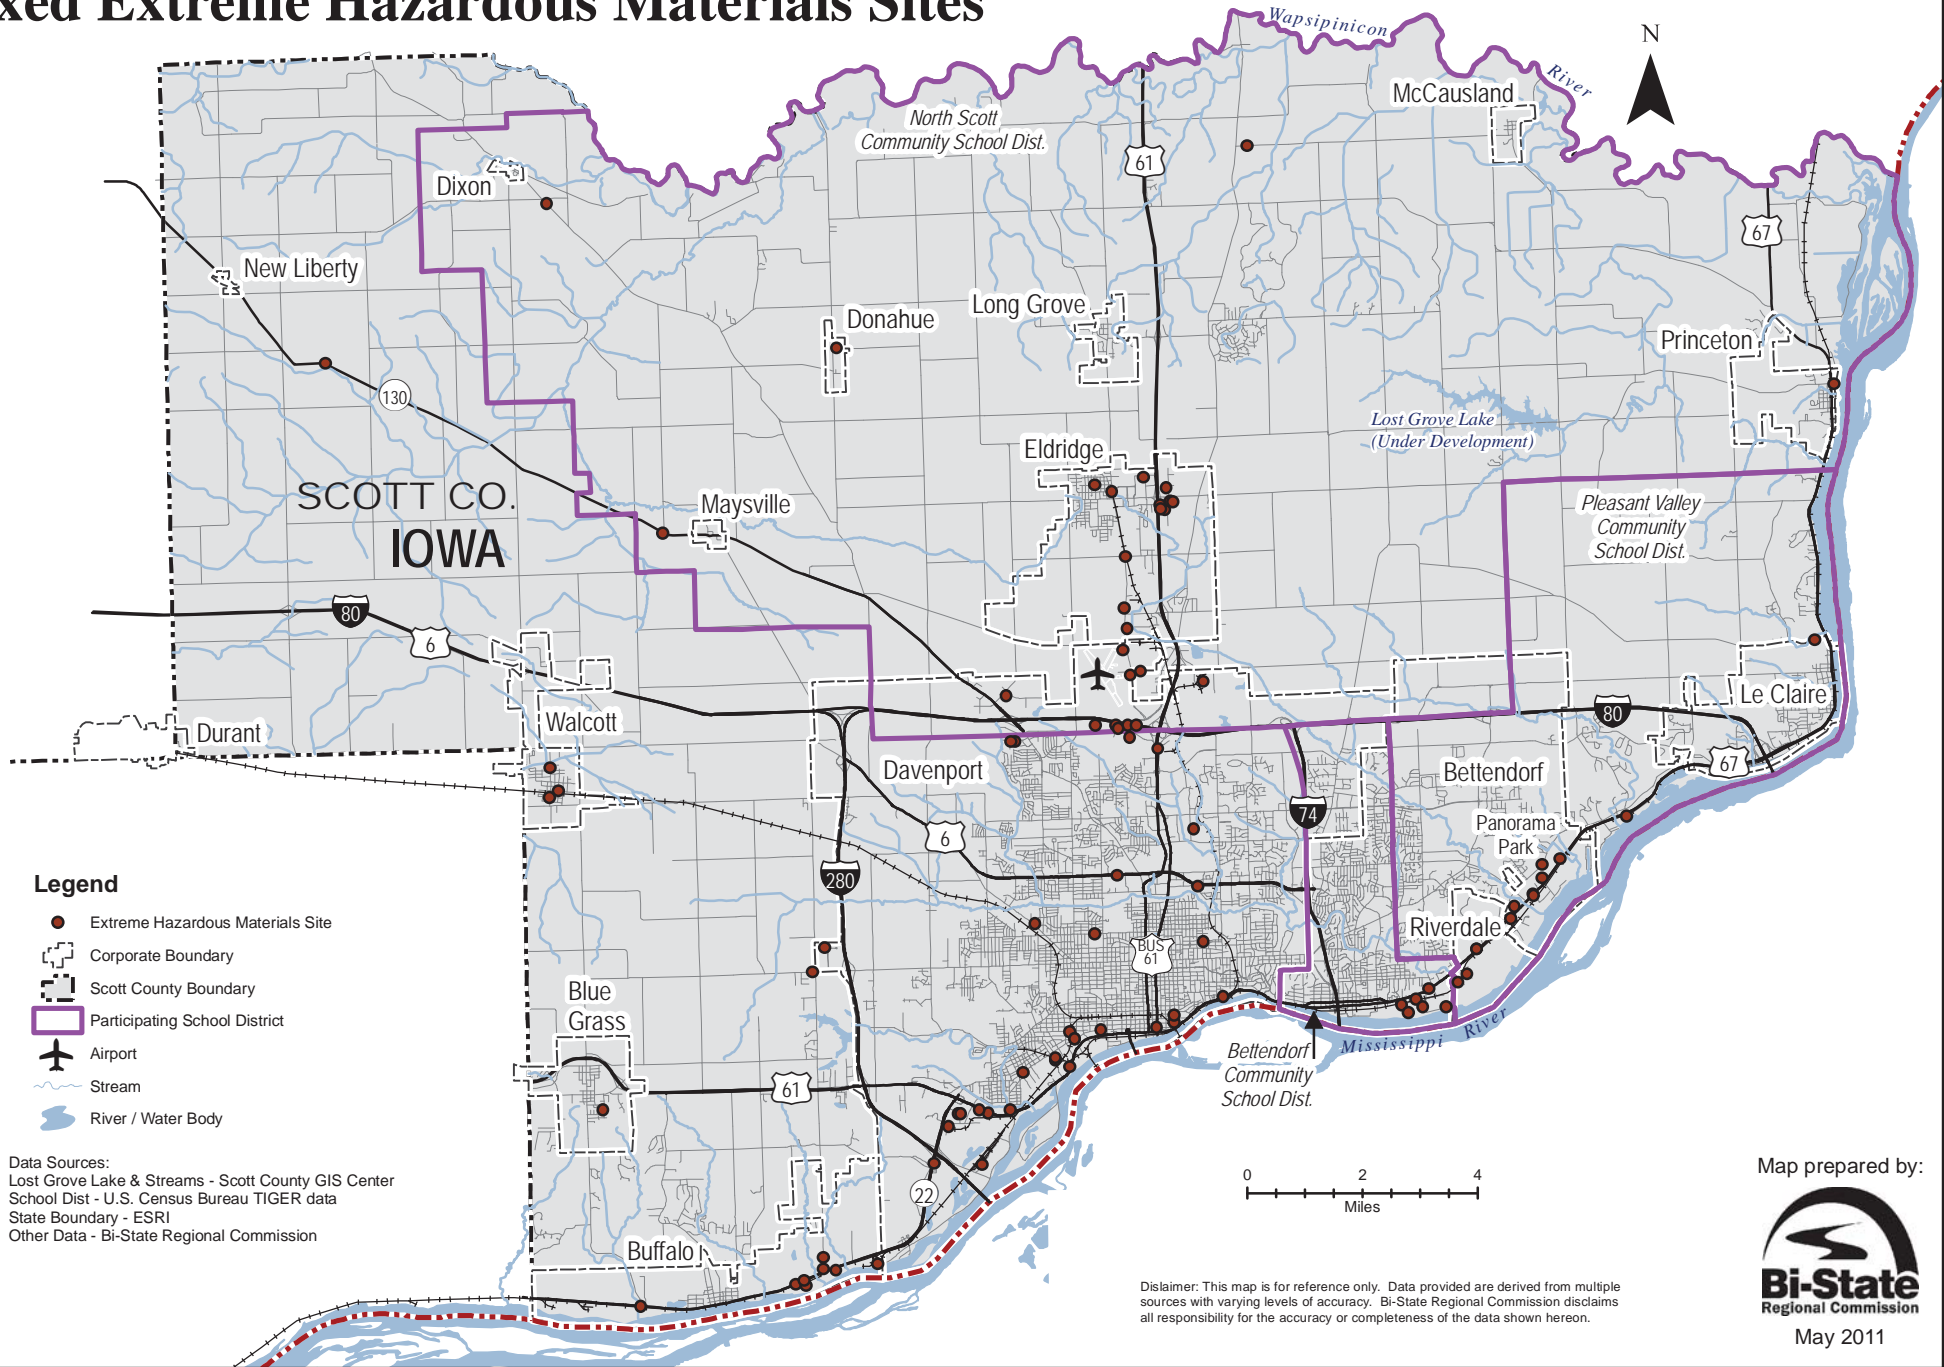 xed Extreme Hazardous Materials Sites
Wapsipinicon
River
N
McCausland
North Scott
Community School Dist.
61
Dixon
67
New Liberty
Long Grove
Donahue
Princeton
130
Lost Grove Lake
(Under Development)
Eldridge
SCOTT CO.
IOWA
Maysville
Pleasant Valley
Community
School Dist.
80
6
Le Claire
80
Durant
Walcott
67
Davenport
Bettendorf
74
Panorama
Park
6
280
Riverdale
BUS
61
Legend
Extreme Hazardous Materials Site
Corporate Boundary
Scott County Boundary
Participating School District
Airport
Stream
River / Water Body
Blue
Grass
61
Mississippi River
Bettendorf
Community
School Dist.
22
Buffalo
0 2 4
Miles
Data Sources:
Lost Grove Lake & Streams - Scott County GIS Center
School Dist - U.S. Census Bureau TIGER data
State Boundary - ESRI
Other Data - Bi-State Regional Commission
Dislaimer: This map is for reference only.  Data provided are derived from multiple
sources with varying levels of accuracy.  Bi-State Regional Commission disclaims
all responsibility for the accuracy or completeness of the data shown hereon.
Map prepared by:
Bi-State
Regional Commission
May 2011